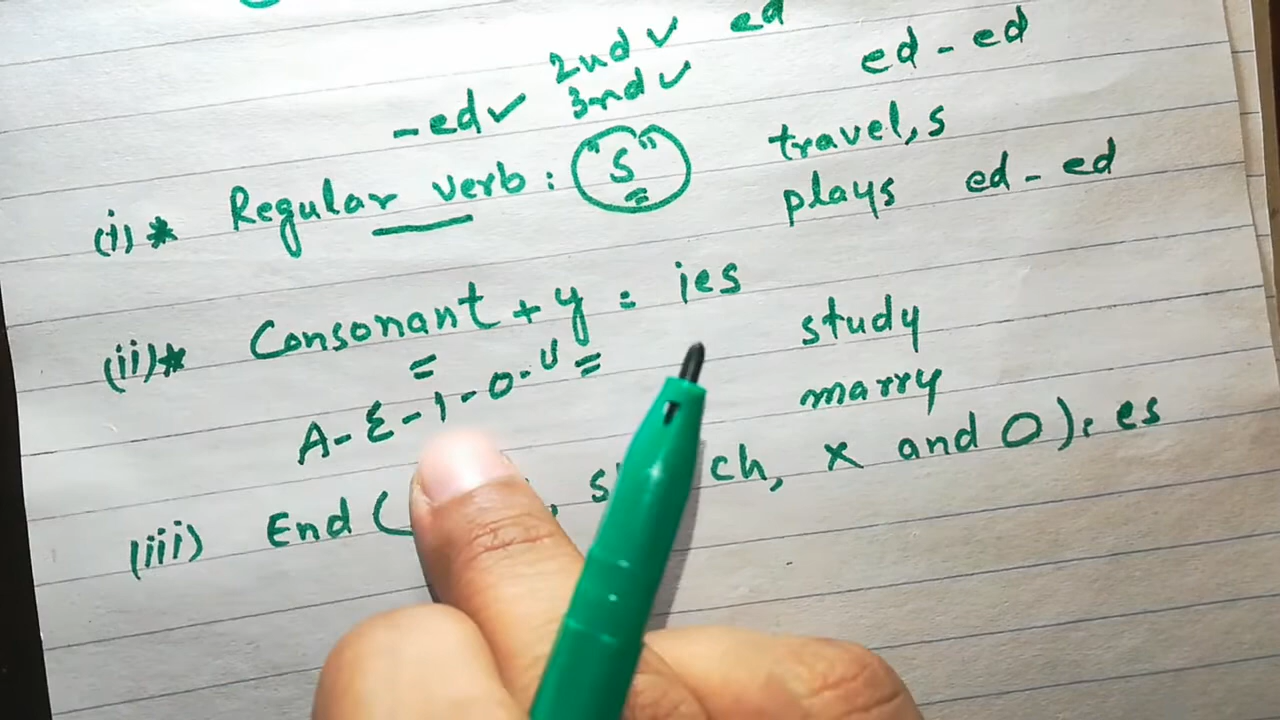 2nd ✓ ed
-ed ✓ 3nd ✓ ed - ed
(i) * Regular verb : "S" travel,s
plays ed - ed
(ii) * Consonant + y = ies
A - E - I - O - U
study
marry
(iii) End ( , ch, x and O) : es